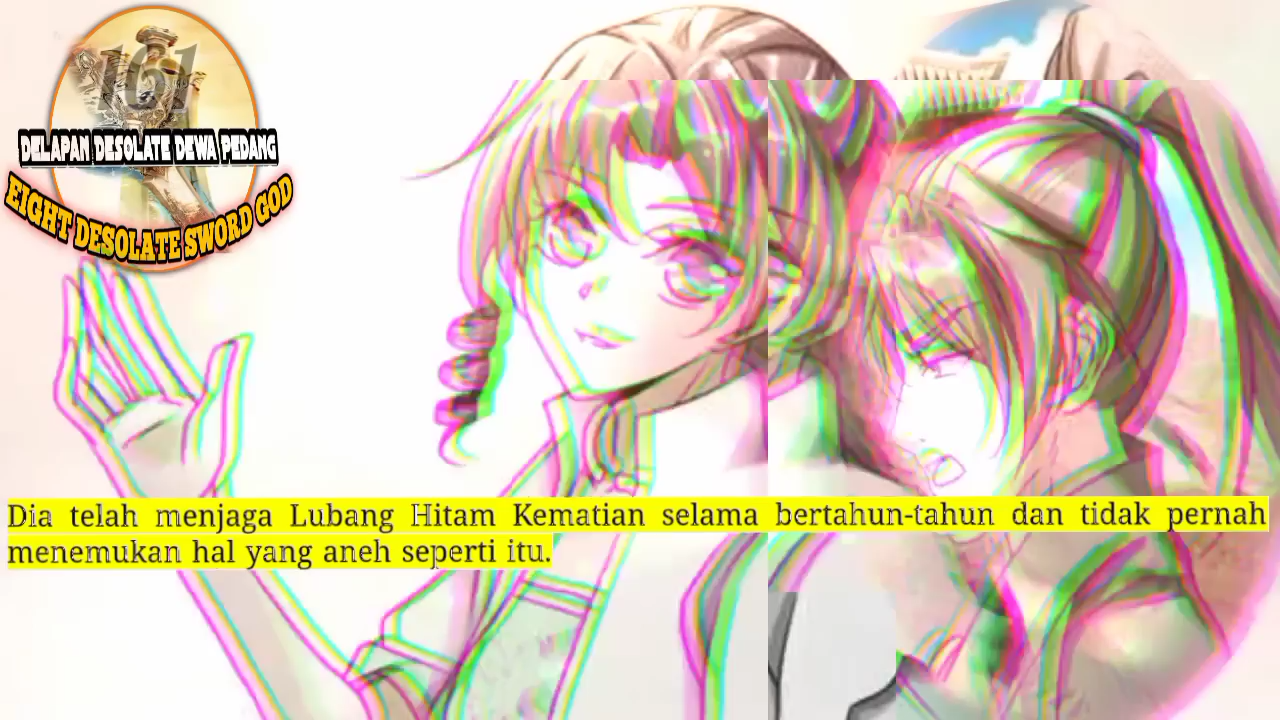 161
DELAPAN DESOLATE DEWA PEDANG
EIGHT DESOLATE SWORD GOD
Dia telah menjaga Lubang Hitam Kematian selama bertahun-tahun dan tidak pernah
menemukan hal yang aneh seperti itu.